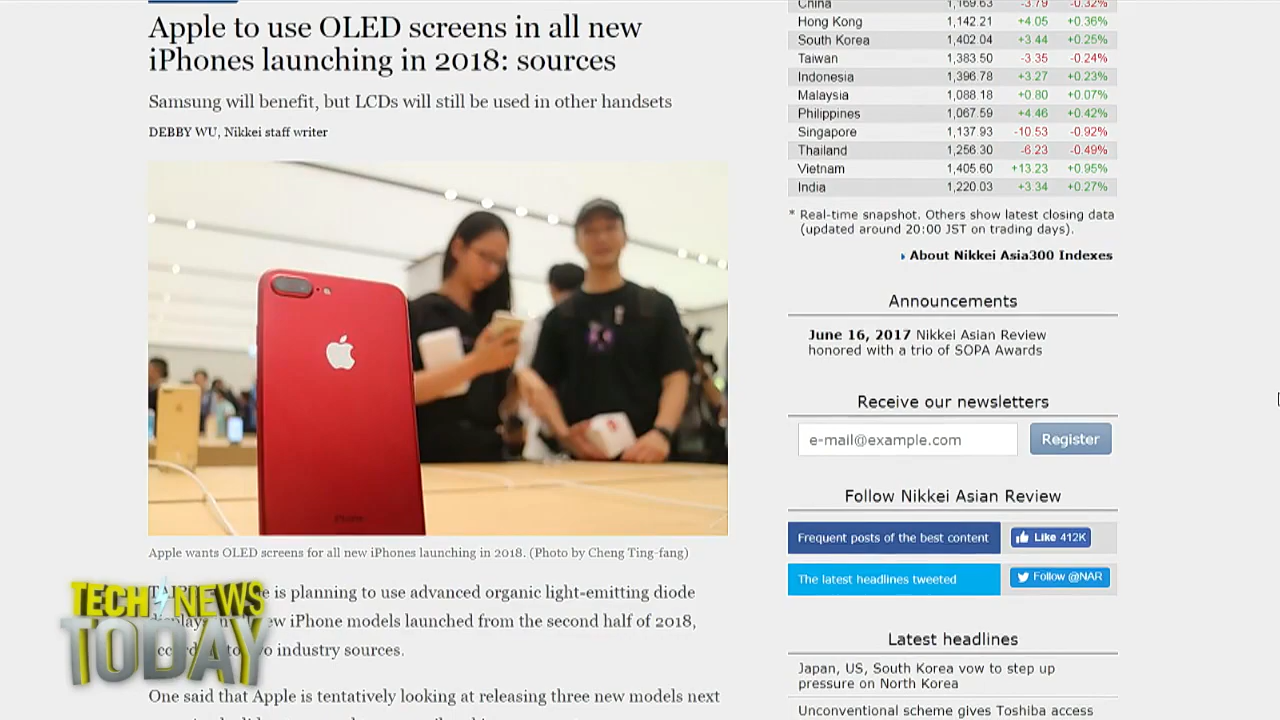 Apple to use OLED screens in all new
iPhones launching in 2018: sources
Samsung will benefit, but LCDs will still be used in other handsets
DEBBY WU, Nikkei staff writer
iPhone
Apple wants OLED screens for all new iPhones launching in 2018. (Photo by Cheng Ting-fang)
is planning to use advanced organic light-emitting diode
iPhone models launched from the second half of 2018,
industry sources.
One said that Apple is tentatively looking at releasing three new models next
TECH NEWS
TODAY
China 1,169.63 -3.79 -0.32%
Hong Kong 1,142.21 +4.05 +0.36%
South Korea 1,402.04 +3.44 +0.25%
Taiwan 1,383.50 -3.35 -0.24%
Indonesia 1,396.78 +3.27 +0.23%
Malaysia 1,088.18 +0.80 +0.07%
Philippines 1,067.59 +4.46 +0.42%
Singapore 1,137.93 -10.53 -0.92%
Thailand 1,256.30 -6.23 -0.49%
Vietnam 1,405.60 +13.23 +0.95%
India 1,220.03 +3.34 +0.27%
* Real-time snapshot. Others show latest closing data
(updated around 20:00 JST on trading days).
About Nikkei Asia300 Indexes
Announcements
June 16, 2017 Nikkei Asian Review
honored with a trio of SOPA Awards
Receive our newsletters
e-mail@example.com Register
Follow Nikkei Asian Review
Frequent posts of the best content Like 412K
The latest headlines tweeted Follow @NAR
Latest headlines
Japan, US, South Korea vow to step up
pressure on North Korea
Unconventional scheme gives Toshiba access